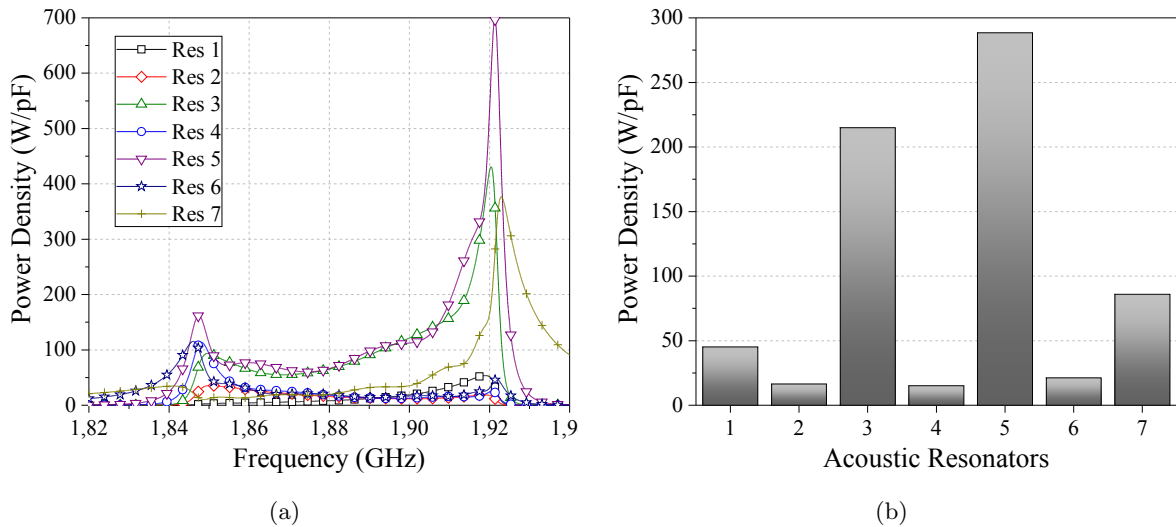 700
600
500
400
300
200
100
0
Power Density (W/pF)
Res 1
Res 2
Res 3
Res 4
Res 5
Res 6
Res 7
1,82 1,84 1,86 1,88 1,90 1,92 1,9
Frequency (GHz)
(a)
300
250
200
150
100
50
0
Power Density (W/pF)
1 2 3 4 5 6 7
Acoustic Resonators
(b)